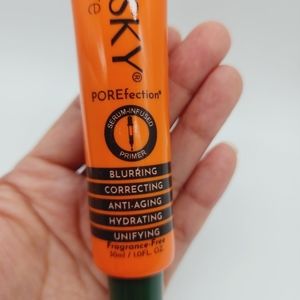 SKY®
POREfection®
SERUM-INFUSED
PRIMER
BLURRING
CORRECTING
ANTI-AGING
HYDRATING
UNIFYING
Fragrance-Free
30ml / 1.0FL. OZ